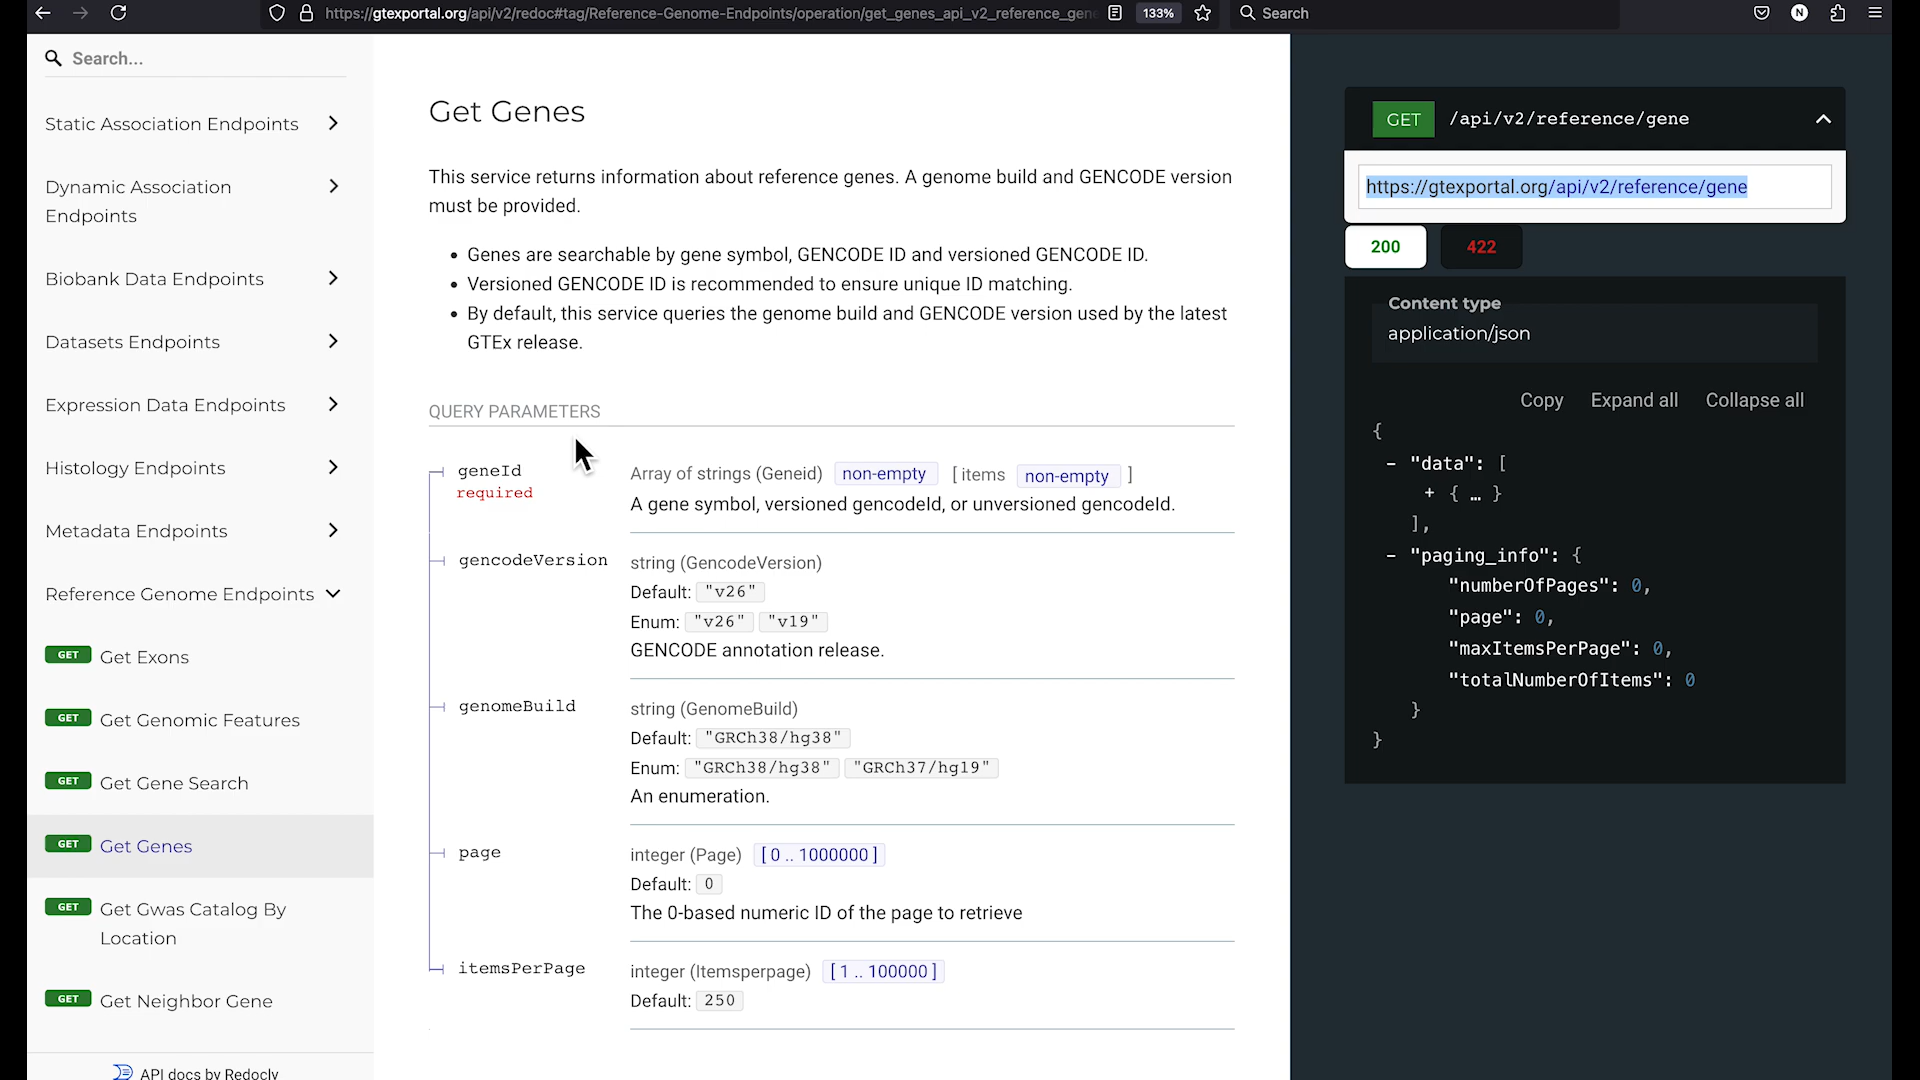 https://gtexportal.org/api/v2/redoc#tag/Reference-Genome-Endpoints/operation/get_genes_api_v2_reference_gene
133%
Search
N
Search...
Static Association Endpoints
Dynamic Association
Endpoints
Biobank Data Endpoints
Datasets Endpoints
Expression Data Endpoints
Histology Endpoints
Metadata Endpoints
Reference Genome Endpoints
GET Get Exons
GET Get Genomic Features
GET Get Gene Search
GET Get Genes
GET Get Gwas Catalog By
Location
GET Get Neighbor Gene
API docs by Redocly
Get Genes
This service returns information about reference genes. A genome build and GENCODE version
must be provided.
• Genes are searchable by gene symbol, GENCODE ID and versioned GENCODE ID.
• Versioned GENCODE ID is recommended to ensure unique ID matching.
• By default, this service queries the genome build and GENCODE version used by the latest
GTEx release.
QUERY PARAMETERS
geneId
required
Array of strings (Geneid) non-empty [ items non-empty ]
A gene symbol, versioned gencodeId, or unversioned gencodeId.
gencodeVersion
string (GencodeVersion)
Default: "v26"
Enum: "v26" "v19"
GENCODE annotation release.
genomeBuild
string (GenomeBuild)
Default: "GRCh38/hg38"
Enum: "GRCh38/hg38" "GRCh37/hg19"
An enumeration.
page
integer (Page) [ 0 .. 1000000 ]
Default: 0
The 0-based numeric ID of the page to retrieve
itemsPerPage
integer (Itemsperpage) [ 1 .. 100000 ]
Default: 250
GET /api/v2/reference/gene
https://gtexportal.org/api/v2/reference/gene
200 422
Content type
application/json
Copy Expand all Collapse all
{
- "data": [
+ { … }
],
- "paging_info": {
"numberOfPages": 0,
"page": 0,
"maxItemsPerPage": 0,
"totalNumberOfItems": 0
}
}